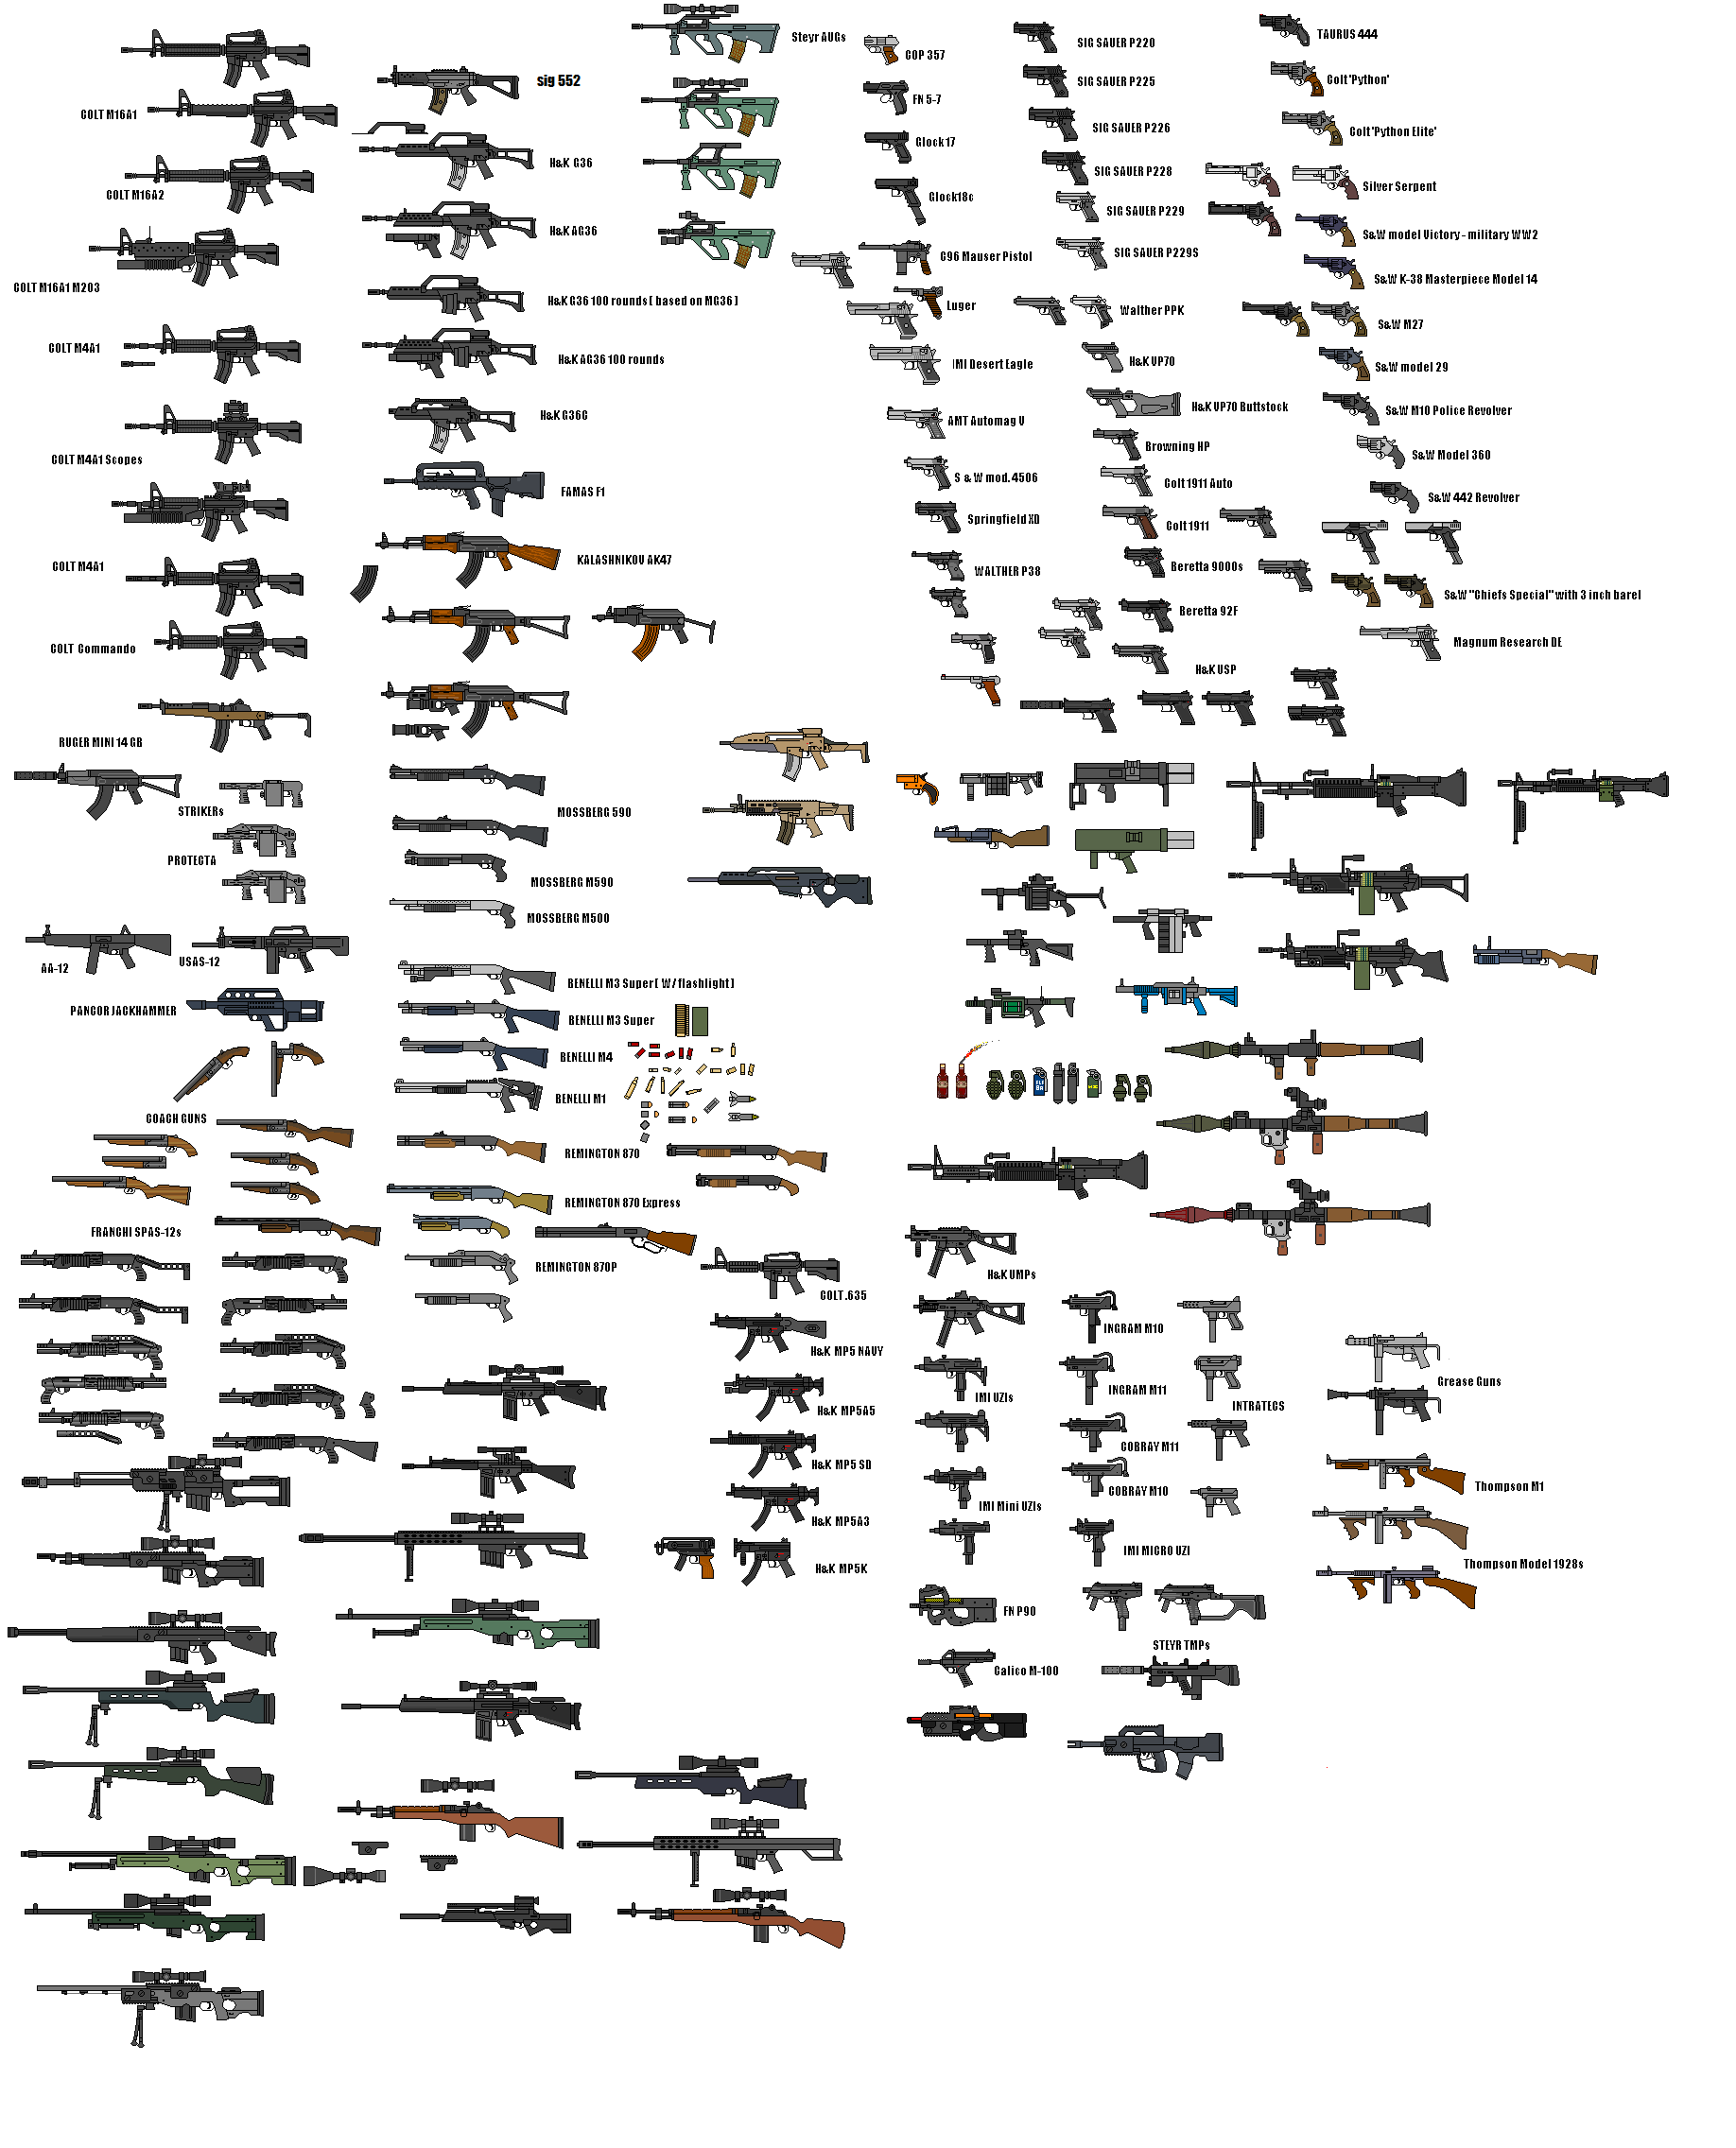 COLT M16A1
COLT M16A2
COLT M16A1 M203
COLT M4A1
COLT M4A1 Scopes
COLT M4A1
COLT Commando
RUGER MINI 14 GB
STRIKERs
PROTECTA
AA-12
USAS-12
PANCOR JACKHAMMER
COACH GUNS
FRANCHI SPAS-12s
sig 552
H&K G36
H&K AG36
H&K G36 100 rounds [ based on MG36 ]
H&K AG36 100 rounds
H&K G36C
FAMAS F1
KALASHNIKOV AK47
MOSSBERG 590
MOSSBERG M590
MOSSBERG M500
BENELLI M3 Super [ W/ flashlight ]
BENELLI M3 Super
BENELLI M4
BENELLI M1
REMINGTON 870
REMINGTON 870 Express
REMINGTON 870P
Steyr AUGs
COLT .635
H&K MP5 NAVY
H&K MP5A5
H&K MP5 SD
H&K MP5A3
H&K MP5K
COP 357
FN 5-7
Glock17
Glock18c
C96 Mauser Pistol
Luger
IMI Desert Eagle
AMT Automag V
S & W mod. 4506
Springfield XD
WALTHER P38
SIG SAUER P220
SIG SAUER P225
SIG SAUER P226
SIG SAUER P228
SIG SAUER P229
SIG SAUER P229S
Walther PPK
H&K VP70
H&K VP70 Buttstock
Browning HP
Colt 1911 Auto
Colt 1911
Beretta 9000s
Beretta 92F
H&K USP
TAURUS 444
Colt 'Python'
Colt 'Python Elite'
Silver Serpent
S&W model Victory - military WW2
S&W K-38 Masterpiece Model 14
S&W M27
S&W model 29
S&W M10 Police Revolver
S&W Model 360
S&W 442 Revolver
S&W "Chiefs Special" with 3 inch barel
Magnum Research DE
H&K UMPs
INGRAM M10
IMI UZIs
INGRAM M11
INTRATECS
COBRAY M11
IMI Mini UZIs
COBRAY M10
IMI MICRO UZI
FN P90
STEYR TMPs
Calico M-100
Grease Guns
Thompson M1
Thompson Model 1928s